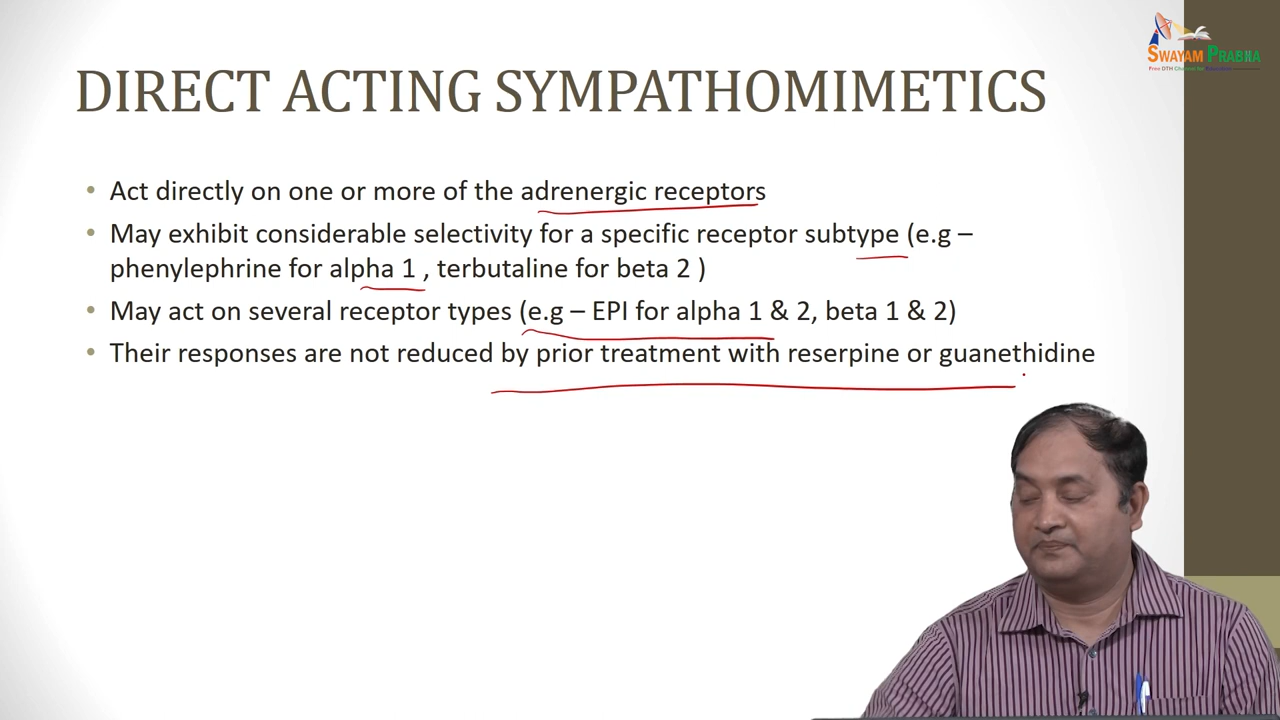 SWAYAM PRABHA
DIRECT ACTING SYMPATHOMIMETICS
• Act directly on one or more of the adrenergic receptors
• May exhibit considerable selectivity for a specific receptor subtype (e.g –
phenylephrine for alpha 1 , terbutaline for beta 2 )
• May act on several receptor types (e.g – EPI for alpha 1 & 2, beta 1 & 2)
• Their responses are not reduced by prior treatment with reserpine or guanethidine